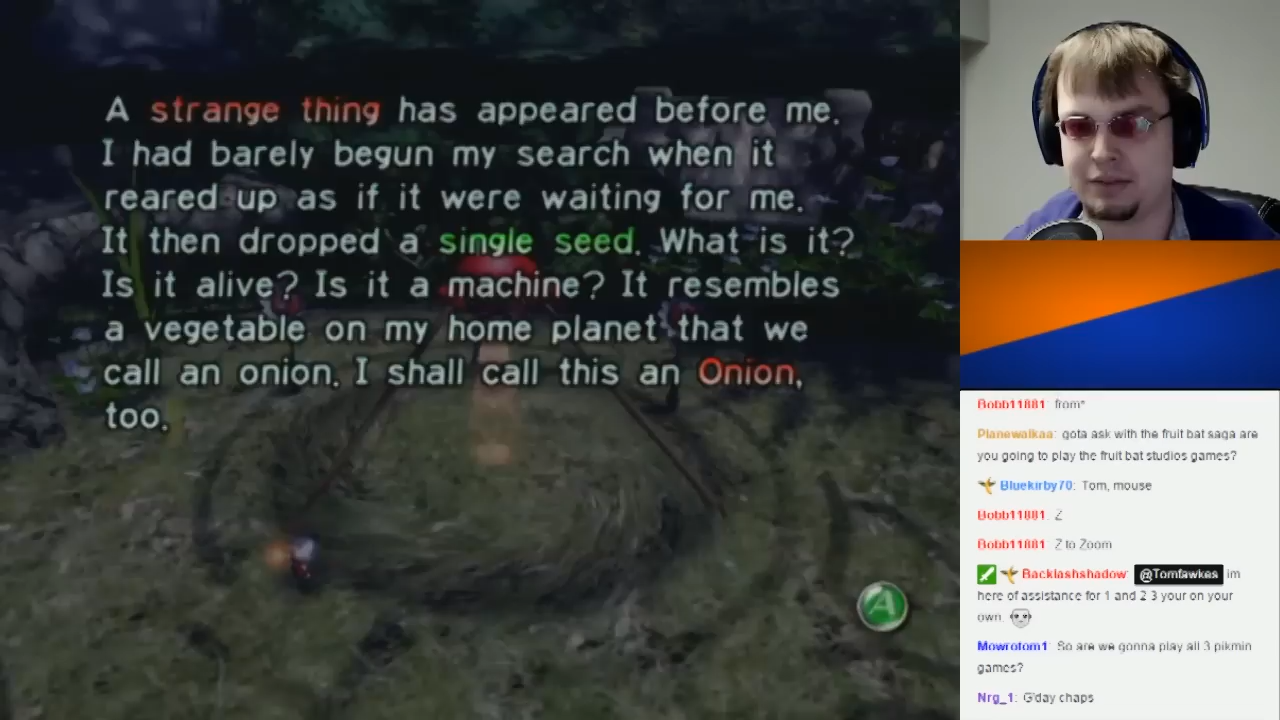 A strange thing has appeared before me.
I had barely begun my search when it
reared up as if it were waiting for me.
It then dropped a single seed. What is it?
Is it alive? Is it a machine? It resembles
a vegetable on my home planet that we
call an onion. I shall call this an Onion,
too.
A
Bobb11881: from*
Planewalkaa: gota ask with the fruit bat saga are
you going to play the fruit bat studios games?
Bluekirby70: Tom, mouse
Bobb11881: Z
Bobb11881: Z to Zoom
Backlashshadow: @Tomfawkes im
here of assistance for 1 and 2 3 your on your
own.
Mowrotom1: So are we gonna play all 3 pikmin
games?
Nrg_1: G'day chaps